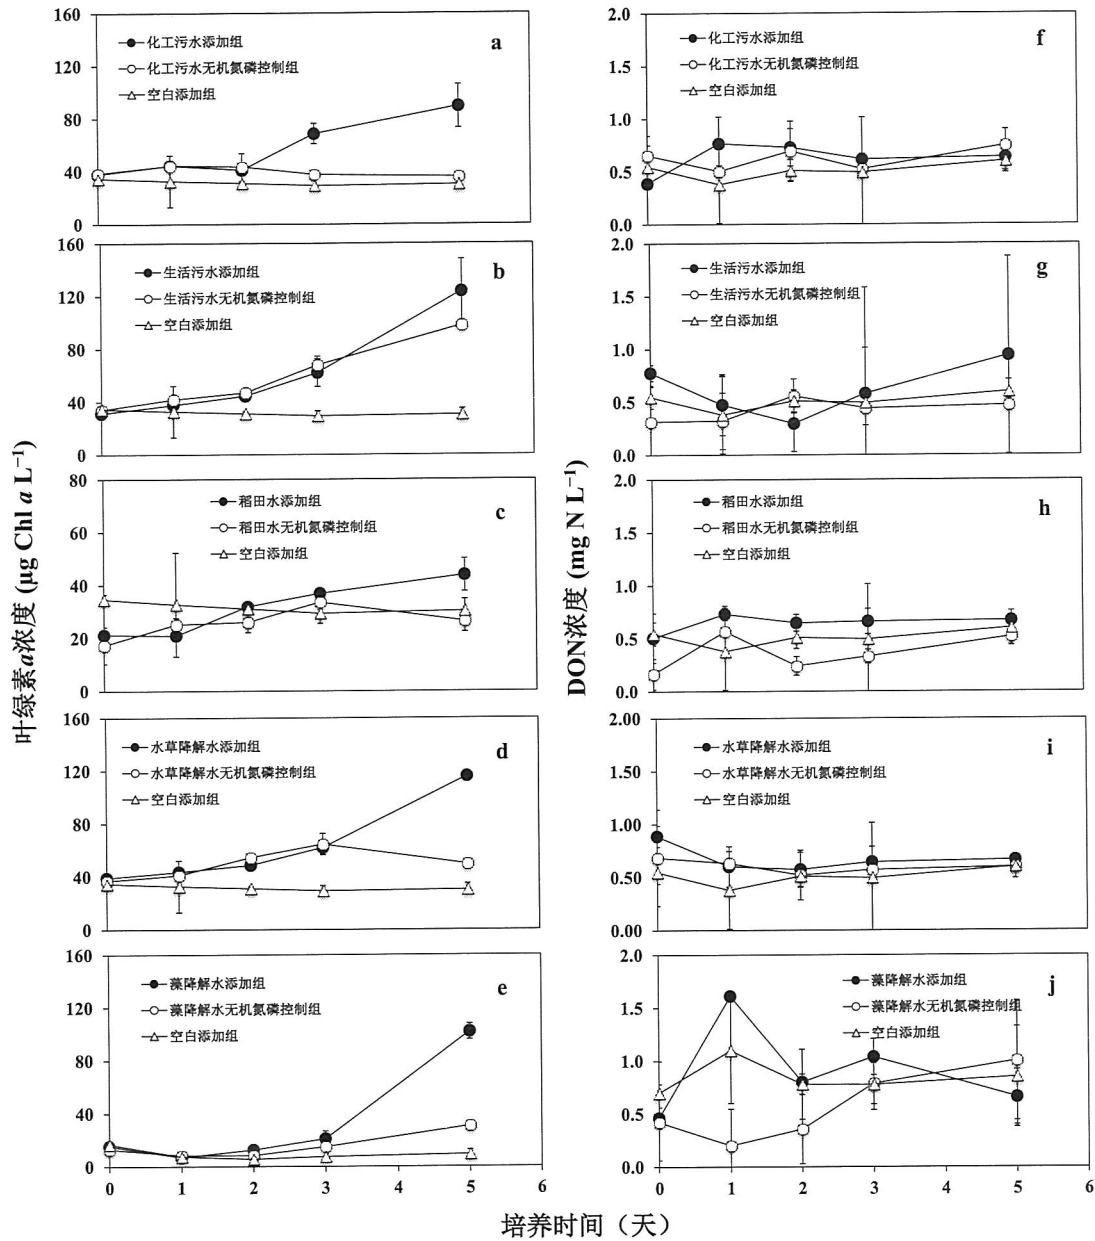 叶绿素a浓度 (μg Chl a L⁻¹)
160
120
80
40
0
化工污水添加组
化工污水无机氮磷控制组
空白添加组
a
160
120
80
40
0
生活污水添加组
生活污水无机氮磷控制组
空白添加组
b
80
60
40
20
0
稻田水添加组
稻田水无机氮磷控制组
空白添加组
c
160
120
80
40
0
水草降解水添加组
水草降解水无机氮磷控制组
空白添加组
d
160
120
80
40
0
藻降解水添加组
藻降解水无机氮磷控制组
空白添加组
e
0 1 2 3 4 5 6
DON浓度 (mg N L⁻¹)
2.0
1.5
1.0
0.5
0.0
化工污水添加组
化工污水无机氮磷控制组
空白添加组
f
2.0
1.5
1.0
0.5
0.0
生活污水添加组
生活污水无机氮磷控制组
空白添加组
g
2.0
1.5
1.0
0.5
0.0
稻田水添加组
稻田水无机氮磷控制组
空白添加组
h
2.00
1.50
1.00
0.50
0.00
水草降解水添加组
水草降解水无机氮磷控制组
空白添加组
i
2.0
1.5
1.0
0.5
0.0
藻降解水添加组
藻降解水无机氮磷控制组
空白添加组
j
0 1 2 3 4 5 6
培养时间（天）